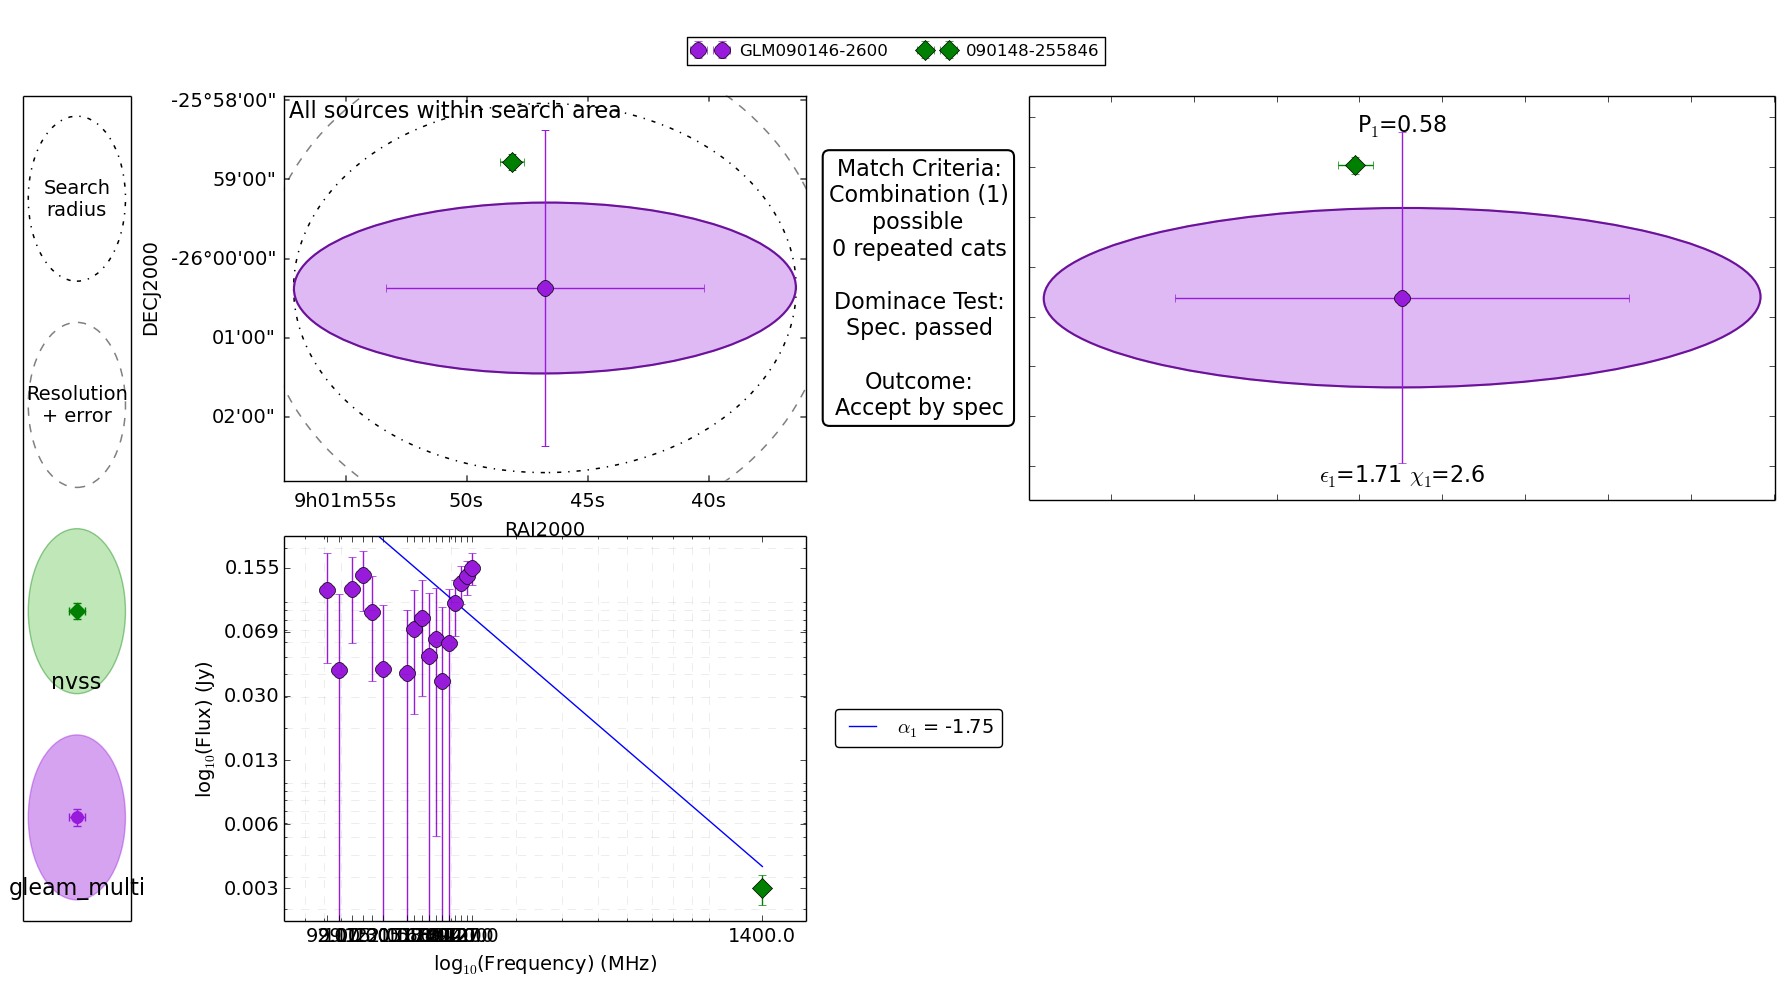 GLM090146-2600 090148-255846
Search
radius
Resolution
+ error
nvss
gleam_multi
All sources within search area
-25°58'00"
59'00"
-26°00'00"
01'00"
02'00"
DECJ2000
9h01m55s 50s 45s 40s
RAJ2000
Match Criteria:
Combination (1)
possible
0 repeated cats
Dominace Test:
Spec. passed
Outcome:
Accept by spec
P1=0.58
ϵ1=1.71 χ1=2.6
0.155
0.069
0.030
0.013
0.006
0.003
log10(Flux) (Jy)
1400.0
log10(Frequency) (MHz)
α1 = -1.75